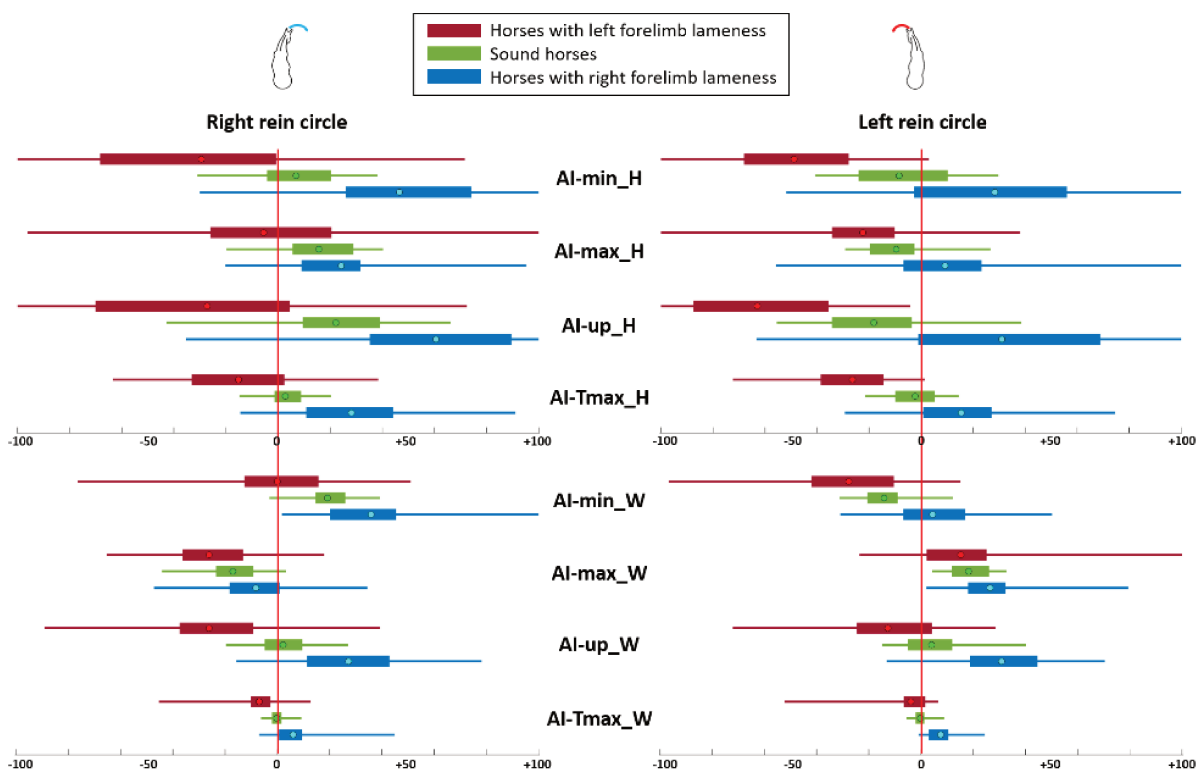 Horses with left forelimb lameness
Sound horses
Horses with right forelimb lameness
Right rein circle
Left rein circle
AI-min_H
AI-max_H
AI-up_H
AI-Tmax_H
-100 -50 0 +50 +100 -100 -50 0 +50 +100
AI-min_W
AI-max_W
AI-up_W
AI-Tmax_W
-100 -50 0 +50 +100 -100 -50 0 +50 +100